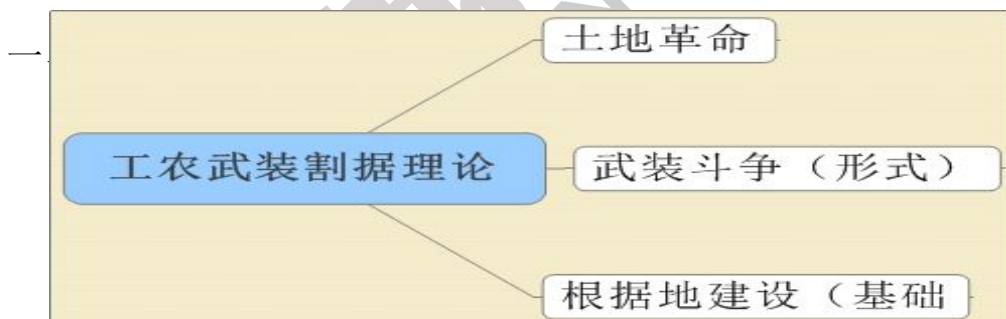 一
土地革命
工农武装割据理论
武装斗争（形式）
根据地建设（基础